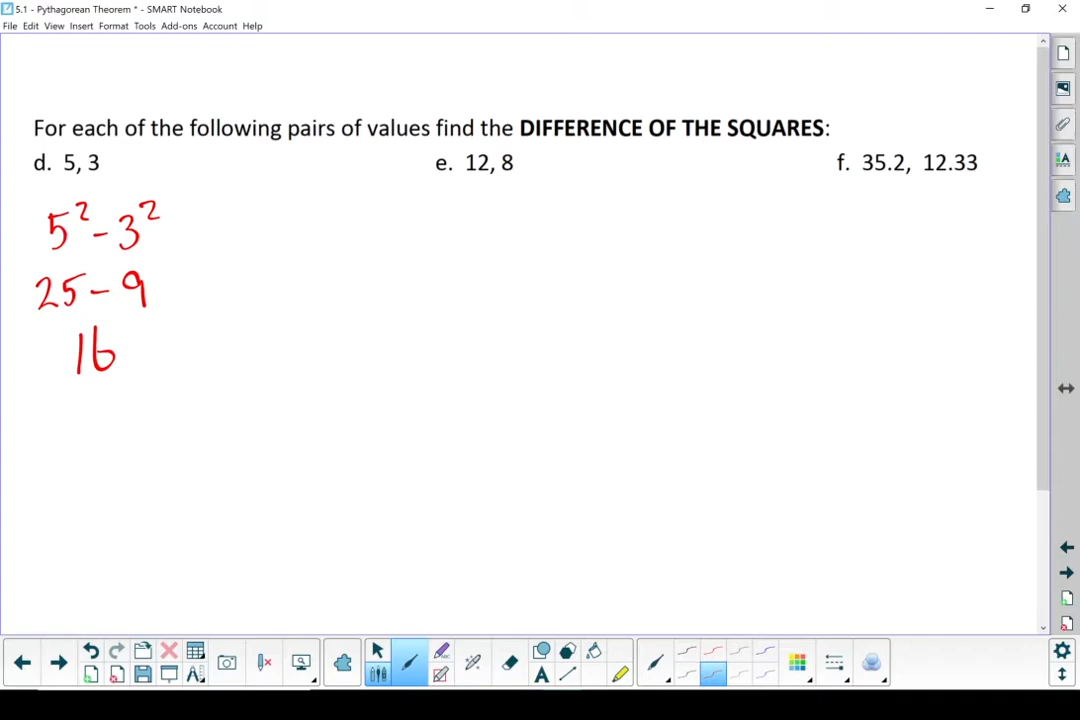 5.1 - Pythagorean Theorem * - SMART Notebook
File Edit View Insert Format Tools Add-ons Account Help
For each of the following pairs of values find the DIFFERENCE OF THE SQUARES:
d. 5, 3 e. 12, 8 f. 35.2, 12.33
5² - 3²
25 - 9
16